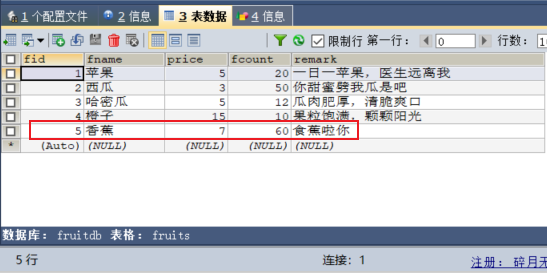 1 个配置文件 2 信息 3 表数据 4 信息
限制行 第一行: 0 行数:
fid fname price fcount remark
1 苹果 5 20 一日一苹果，医生远离我
2 西瓜 3 50 你甜蜜劈我瓜是吧
3 哈密瓜 5 12 瓜肉肥厚，清脆爽口
4 橙子 15 10 果粒饱满，颗颗阳光
5 香蕉 7 60 食蕉啦你
* (Auto) (NULL) (NULL) (NULL) (NULL)
数据库: fruitdb 表格: fruits
5 行 连接: 1 注册: 碎月无